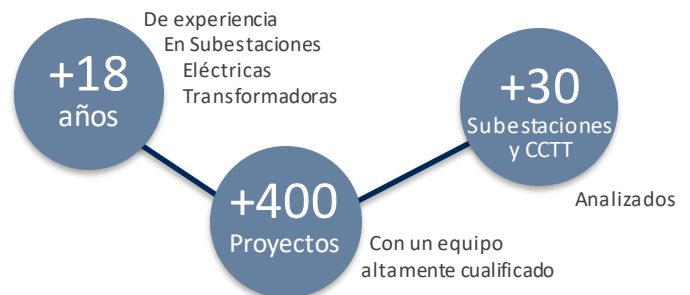 +18
años
De experiencia
En Subestaciones
Eléctricas
Transformadoras
+400
Proyectos
Con un equipo
altamente cualificado
+30
Subestaciones
y CCTT
Analizados